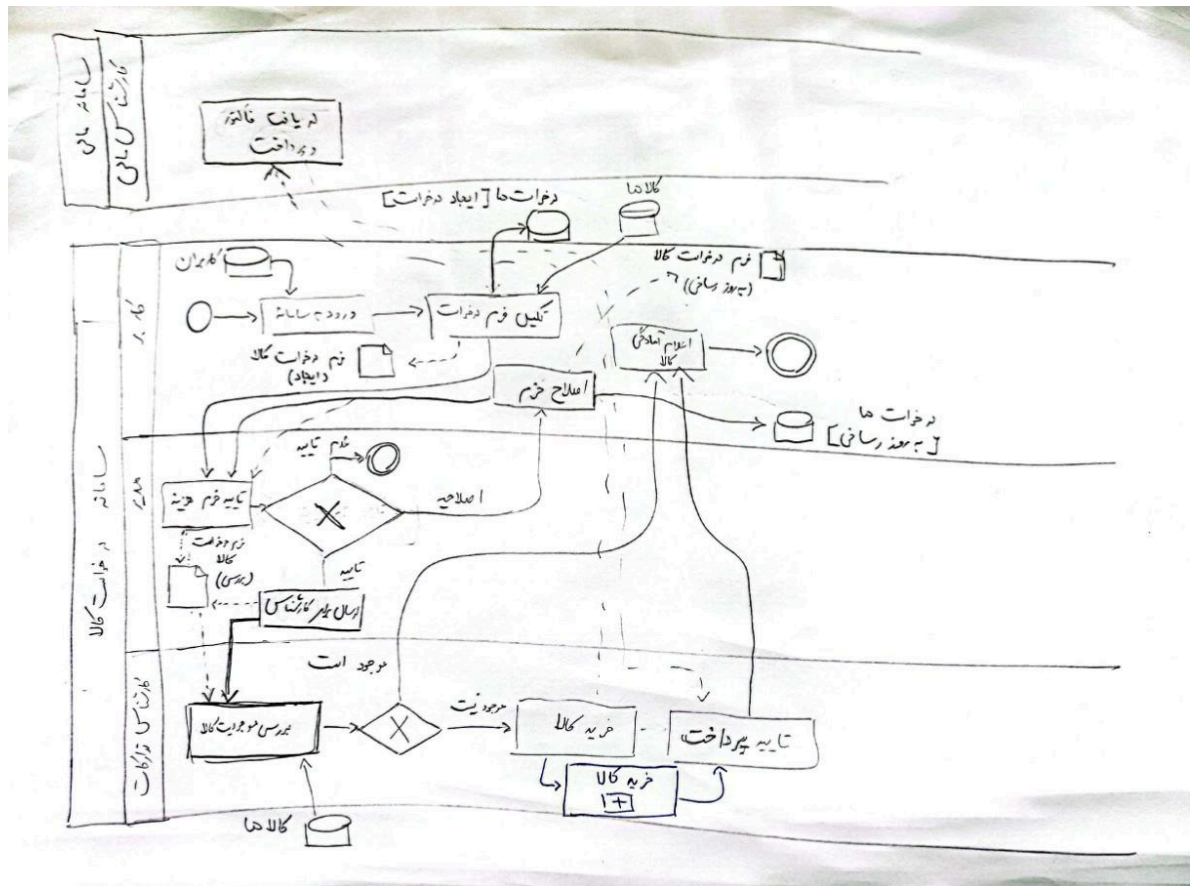 سامانه مالی
کارشناس مالی
دریافت فاکتور
و پرداخت
درخواست ها [ایجاد درخواست]
کالاها
سامانه درخواست کالا
کاربر
کاربران
ورود به سامانه
تکمیل فرم درخواست
فرم درخواست کالا
(به روز رسانی)
فرم درخواست کالا
(ایجاد)
اعلام آمادگی
کالا
اصلاح فرم
درخواست ها
[به روز رسانی]
مدیر
عدم تایید
تایید فرم هزینه
X
اصلاحیه
فرم درخواست
کالا
(بررسی)
تایید
ارسال برای کارشناس
کارشناس تدارکات
موجود است
بررسی موجودیت کالا
X
موجود نیست
خرید کالا
تایید پرداخت
خرید کالا
+
کالاها